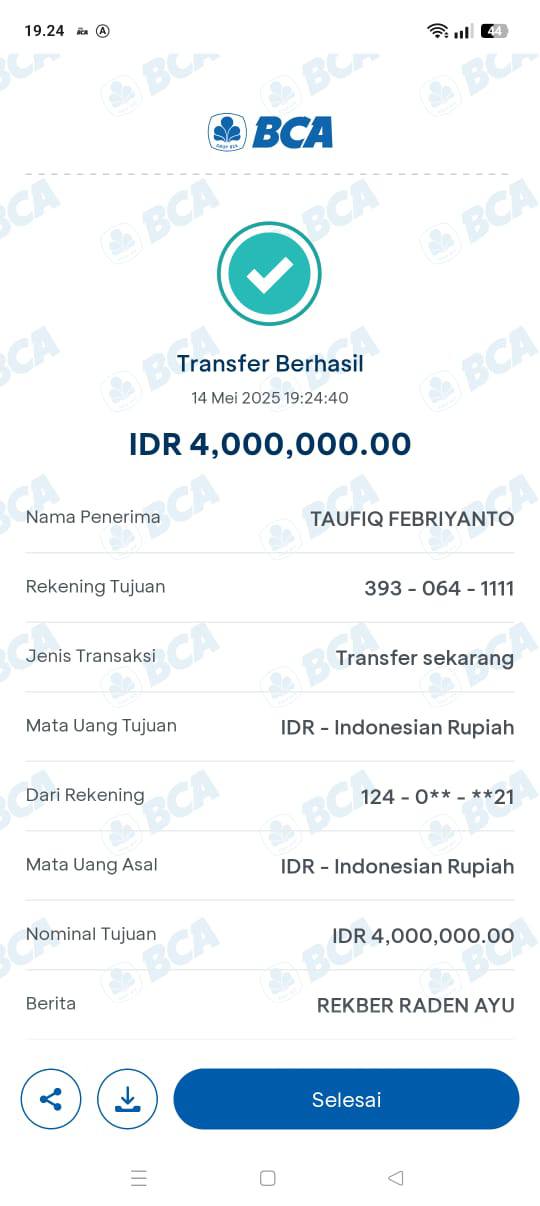 19.24 BCA A 44
BCA
Transfer Berhasil
14 Mei 2025 19:24:40
IDR 4,000,000.00
Nama Penerima TAUFIQ FEBRIYANTO
Rekening Tujuan 393 - 064 - 1111
Jenis Transaksi Transfer sekarang
Mata Uang Tujuan IDR - Indonesian Rupiah
Dari Rekening 124 - 0** - **21
Mata Uang Asal IDR - Indonesian Rupiah
Nominal Tujuan IDR 4,000,000.00
Berita REKBER RADEN AYU
Selesai